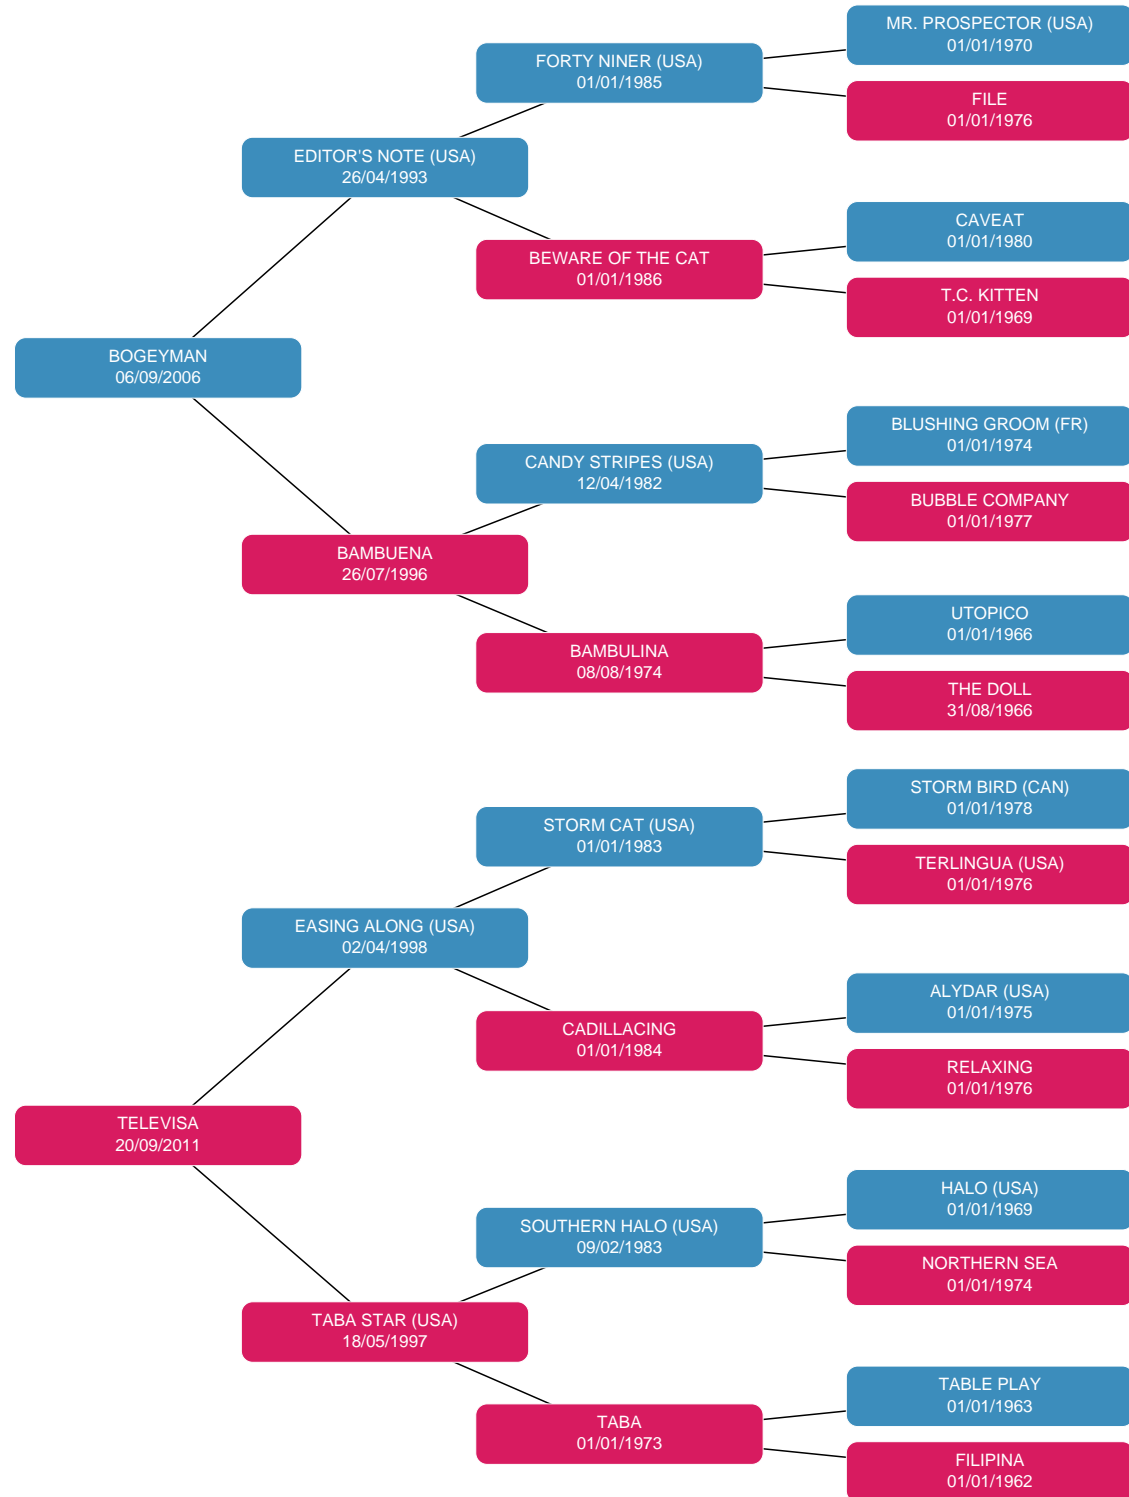 MR. PROSPECTOR (USA)
01/01/1970
FORTY NINER (USA)
01/01/1985
FILE
01/01/1976
EDITOR'S NOTE (USA)
26/04/1993
CAVEAT
01/01/1980
BEWARE OF THE CAT
01/01/1986
T.C. KITTEN
01/01/1969
BOGEYMAN
06/09/2006
BLUSHING GROOM (FR)
01/01/1974
CANDY STRIPES (USA)
12/04/1982
BUBBLE COMPANY
01/01/1977
BAMBUENA
26/07/1996
UTOPICO
01/01/1966
BAMBULINA
08/08/1974
THE DOLL
31/08/1966
STORM BIRD (CAN)
01/01/1978
STORM CAT (USA)
01/01/1983
TERLINGUA (USA)
01/01/1976
EASING ALONG (USA)
02/04/1998
ALYDAR (USA)
01/01/1975
CADILLACING
01/01/1984
RELAXING
01/01/1976
TELEVISA
20/09/2011
HALO (USA)
01/01/1969
SOUTHERN HALO (USA)
09/02/1983
NORTHERN SEA
01/01/1974
TABA STAR (USA)
18/05/1997
TABLE PLAY
01/01/1963
TABA
01/01/1973
FILIPINA
01/01/1962